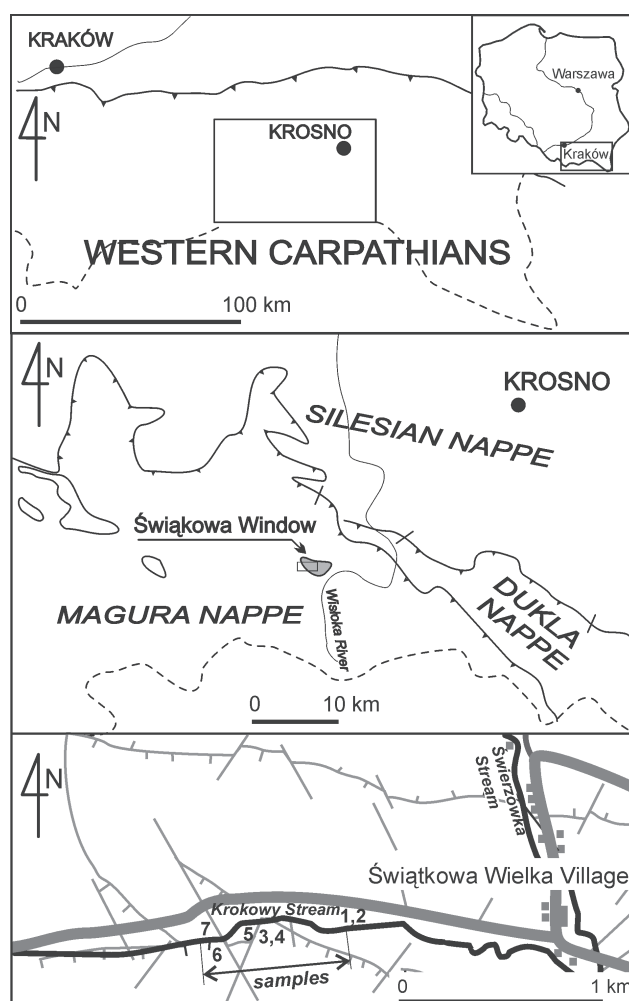 KRAKÓW
Warszawa
N
KROSNO
Kraków
WESTERN CARPATHIANS
0 100 km
N
KROSNO
SILESIAN NAPPE
Świąkowa Window
DUKLA
NAPPE
MAGURA NAPPE
Wisłoka River
0 10 km
N
Świerzówka
Stream
Świątkowa Wielka Village
Krokowy Stream
1,2
7
5
3,4
6
samples
0 1 km